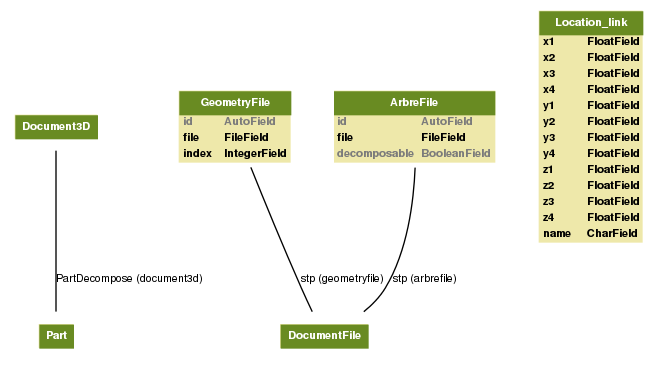 Document3D
GeometryFile
id AutoField
file FileField
index IntegerField
ArbreFile
id AutoField
file FileField
decomposable BooleanField
Location_link
x1 FloatField
x2 FloatField
x3 FloatField
x4 FloatField
y1 FloatField
y2 FloatField
y3 FloatField
y4 FloatField
z1 FloatField
z2 FloatField
z3 FloatField
z4 FloatField
name CharField
PartDecompose (document3d)
stp (geometryfile)
stp (arbrefile)
Part
DocumentFile